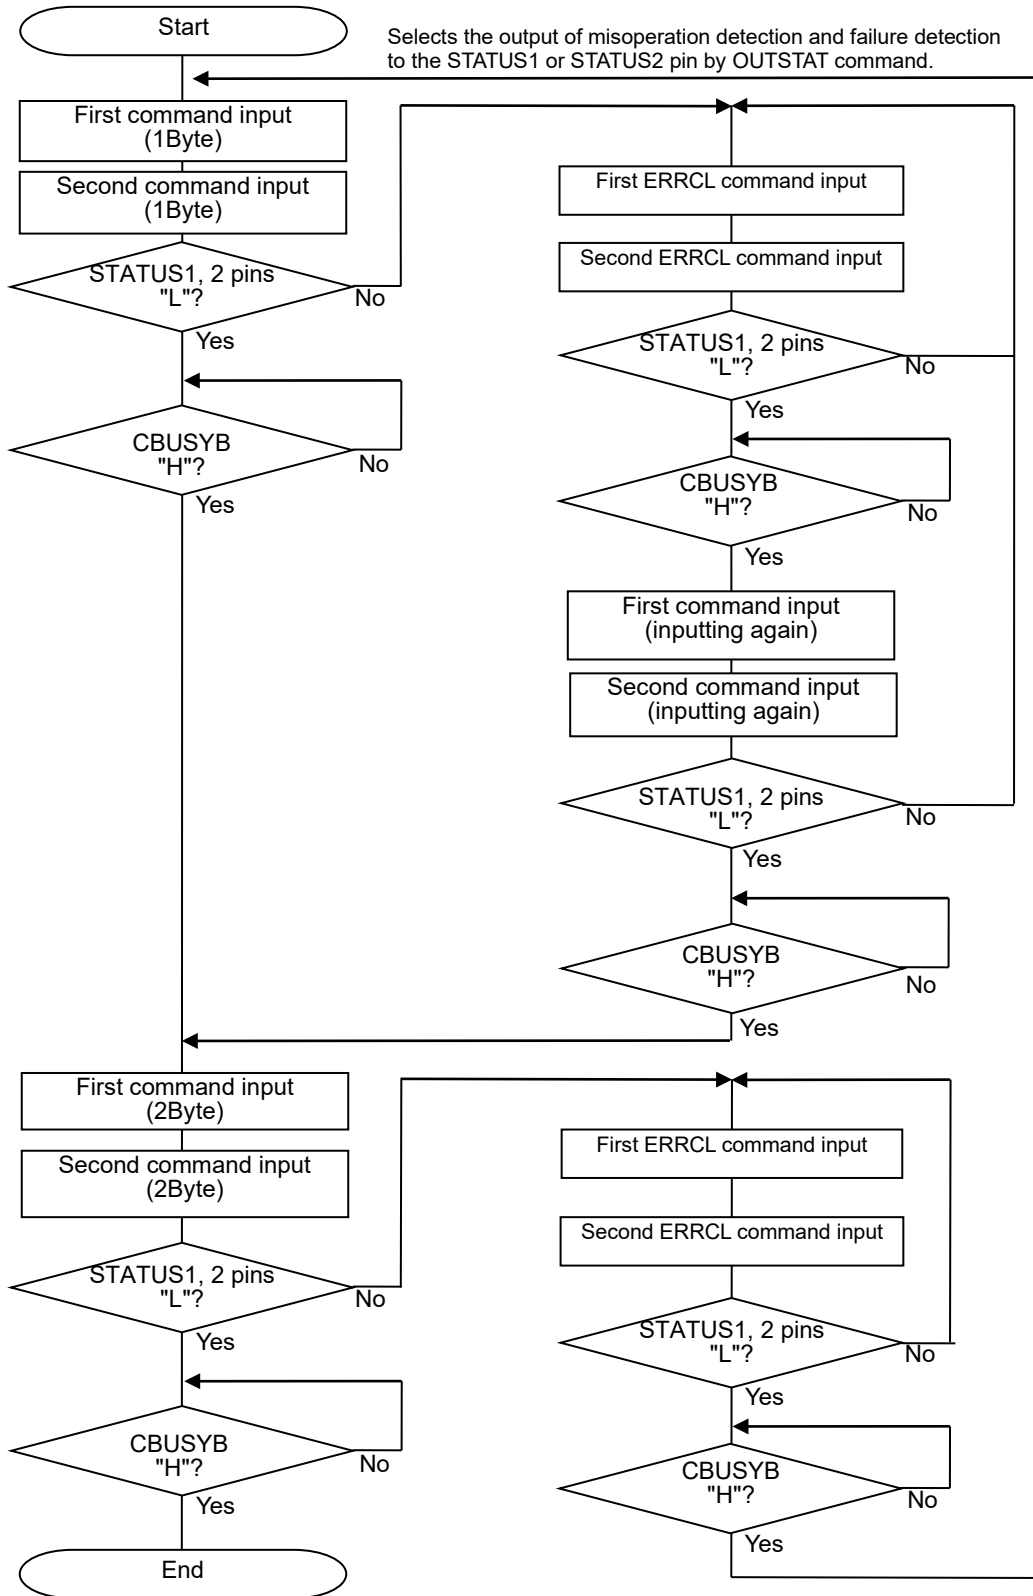 Start
Selects the output of misoperation detection and failure detection
to the STATUS1 or STATUS2 pin by OUTSTAT command.
First command input
(1Byte)
Second command input
(1Byte)
STATUS1, 2 pins
"L"?
No
Yes
CBUSYB
"H"?
No
Yes
First ERRCL command input
Second ERRCL command input
STATUS1, 2 pins
"L"?
No
Yes
CBUSYB
"H"?
No
Yes
First command input
(inputting again)
Second command input
(inputting again)
STATUS1, 2 pins
"L"?
No
Yes
CBUSYB
"H"?
No
Yes
First command input
(2Byte)
Second command input
(2Byte)
STATUS1, 2 pins
"L"?
No
Yes
CBUSYB
"H"?
No
Yes
End
First ERRCL command input
Second ERRCL command input
STATUS1, 2 pins
"L"?
No
Yes
CBUSYB
"H"?
No
Yes